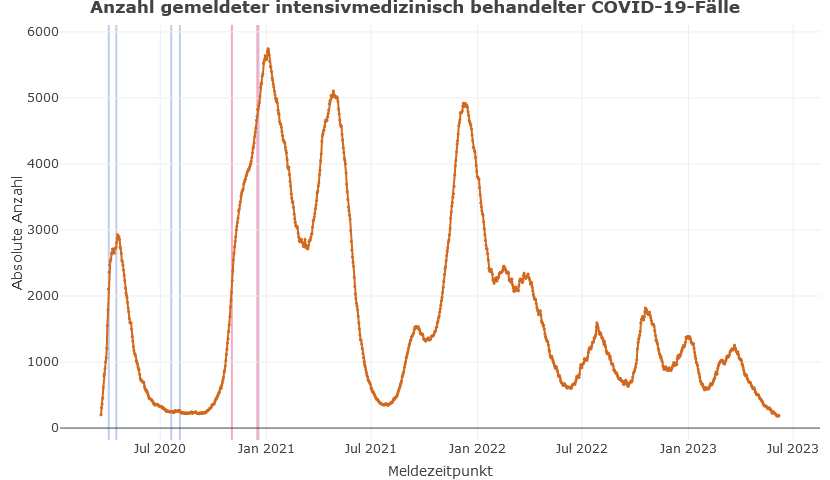 Anzahl gemeldeter intensivmedizinisch behandelter COVID-19-Fälle
6000
5000
4000
3000
2000
1000
0
Absolute Anzahl
Jul 2020
Jan 2021
Jul 2021
Jan 2022
Jul 2022
Jan 2023
Jul 2023
Meldezeitpunkt